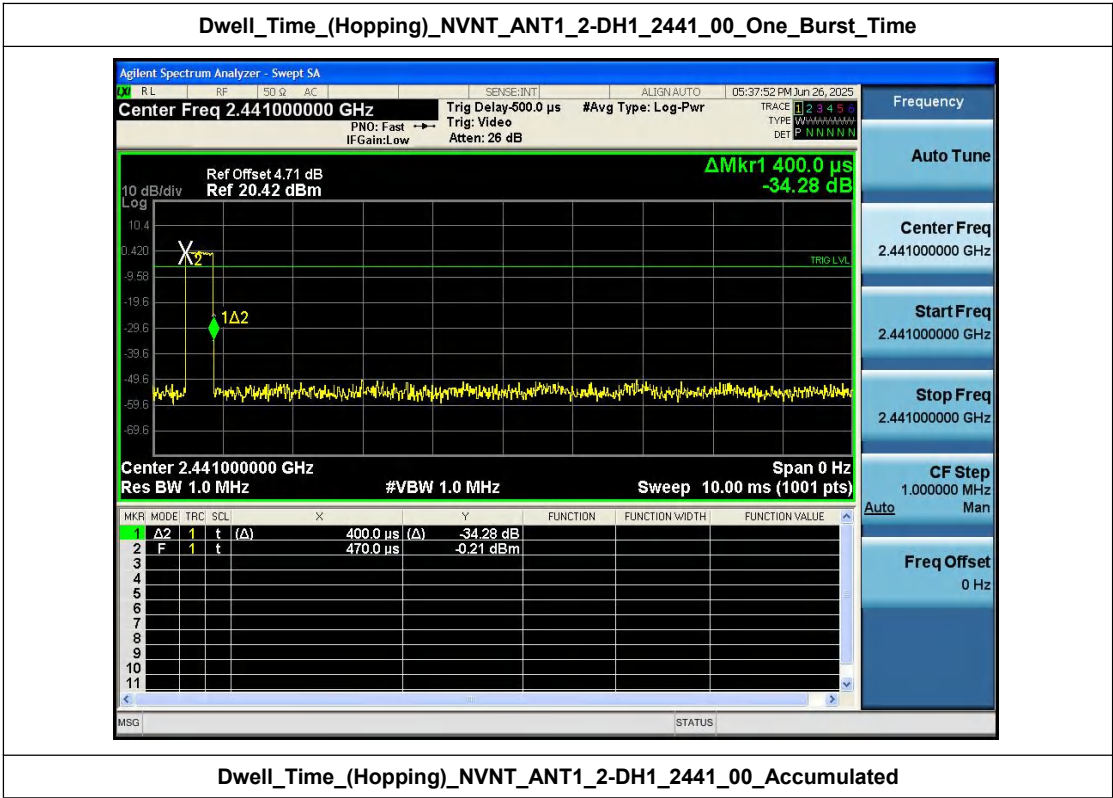 Dwell_Time_(Hopping)_NVNT_ANT1_2-DH1_2441_00_One_Burst_Time
Agilent Spectrum Analyzer - Swept SA
LXI RL RF 50 Ω AC SENSE:INT ALIGN AUTO 05:37:52 PM Jun 26, 2025
Center Freq 2.441000000 GHz
PNO: Fast
IFGain:Low
Trig Delay-500.0 µs
Trig: Video
Atten: 26 dB
#Avg Type: Log-Pwr
TRACE 1 2 3 4 5 6
TYPE WWWWWW
DET P N N N N N
ΔMkr1 400.0 µs
-34.28 dB
Ref Offset 4.71 dB
10 dB/div Ref 20.42 dBm
Log
10.4
0.420
-9.58
-19.6
-29.6
-39.6
-49.6
-59.6
-69.6
X2
1Δ2
TRIG LVL
Center 2.441000000 GHz Span 0 Hz
Res BW 1.0 MHz #VBW 1.0 MHz Sweep 10.00 ms (1001 pts)
MKR MODE TRC SCL X Y FUNCTION FUNCTION WIDTH FUNCTION VALUE
1 Δ2 1 t (Δ) 400.0 µs (Δ) -34.28 dB
2 F 1 t 470.0 µs -0.21 dBm
3
4
5
6
7
8
9
10
11
MSG STATUS
Frequency
Auto Tune
Center Freq
2.441000000 GHz
Start Freq
2.441000000 GHz
Stop Freq
2.441000000 GHz
CF Step
1.000000 MHz
Auto Man
Freq Offset
0 Hz
Dwell_Time_(Hopping)_NVNT_ANT1_2-DH1_2441_00_Accumulated